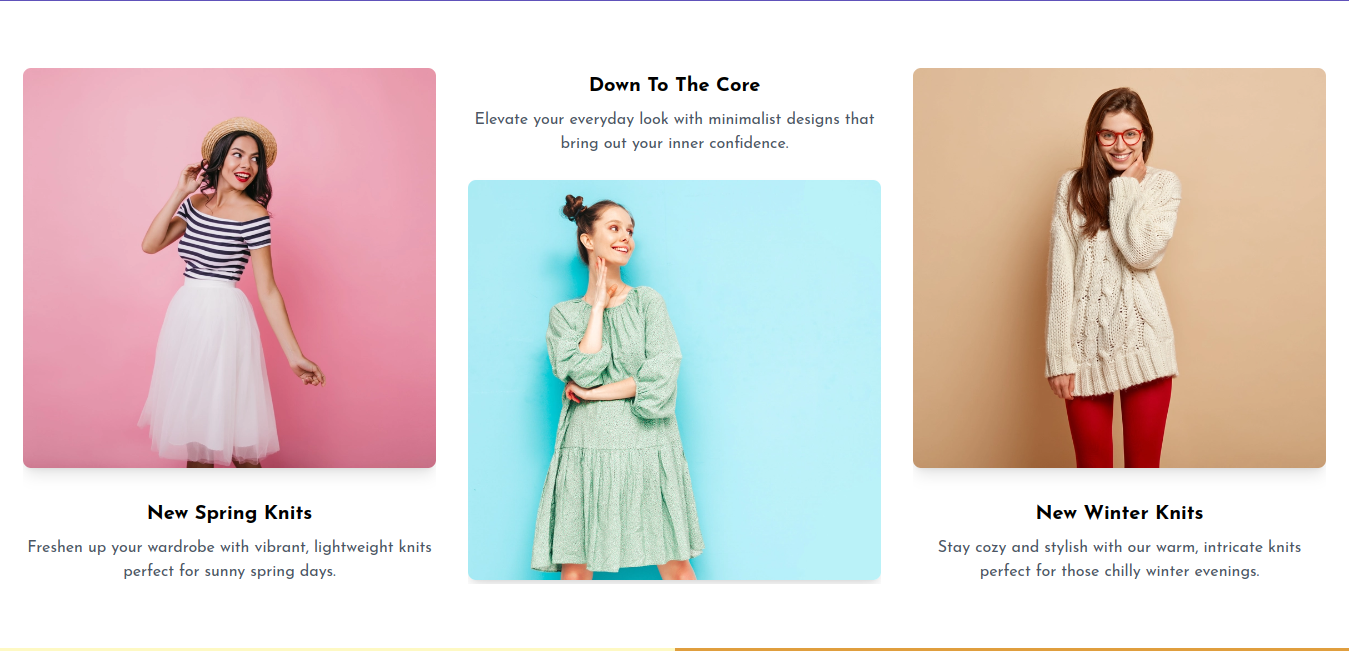 New Spring Knits
Freshen up your wardrobe with vibrant, lightweight knits
perfect for sunny spring days.
Down To The Core
Elevate your everyday look with minimalist designs that
bring out your inner confidence.
New Winter Knits
Stay cozy and stylish with our warm, intricate knits
perfect for those chilly winter evenings.